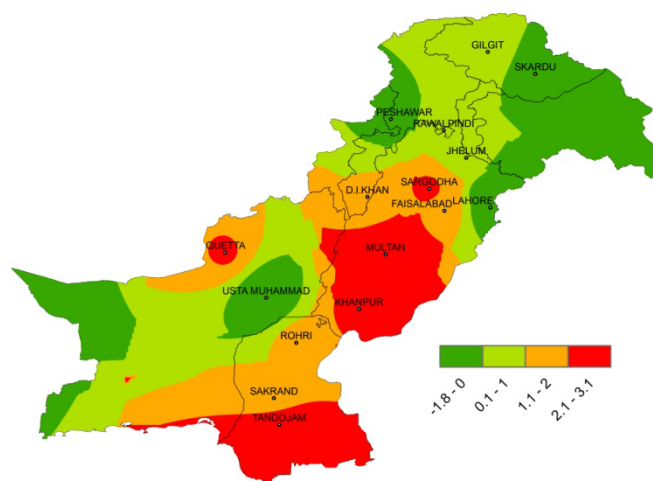 GILGIT
SKARDU
PESHAWAR
RAWALPINDI
JHELUM
D.I.KHAN
SARGODHA
FAISALABAD
LAHORE
QUETTA
MULTAN
USTA MUHAMMAD
KHANPUR
ROHRI
SAKRAND
TANDOJAM
-1.8 - 0
0.1 - 1
1.1 - 2
2.1 - 3.1